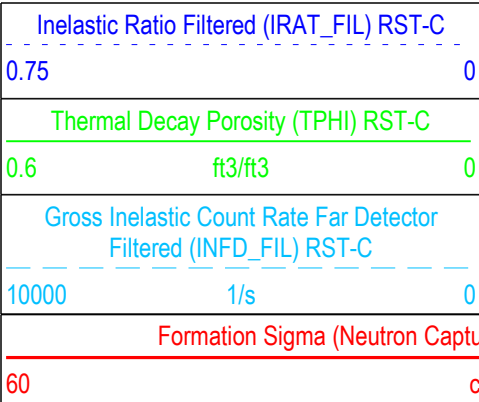 Inelastic Ratio Filtered (IRAT_FIL) RST-C
0.75 0
Thermal Decay Porosity (TPHI) RST-C
0.6 ft3/ft3 0
Gross Inelastic Count Rate Far Detector
Filtered (INFD_FIL) RST-C
10000 1/s 0
Formation Sigma (Neutron Captu
60 c